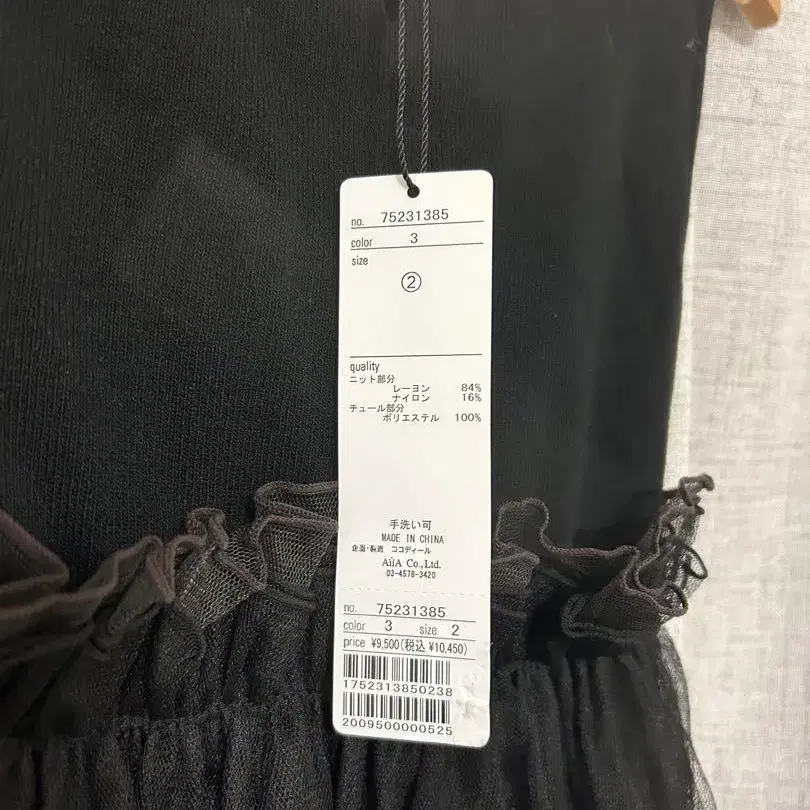 no. 75231385
color 3
size
②
quality
ニット部分
レーヨン 84%
ナイロン 16%
チュール部分
ポリエステル 100%
手洗い可
MADE IN CHINA
企画・製造 ココディール
AiiA Co.,Ltd.
03-4578-3420
no. 75231385
color 3 size 2
price ¥9,500(税込 ¥10,450)
1752313850238
2009500000525